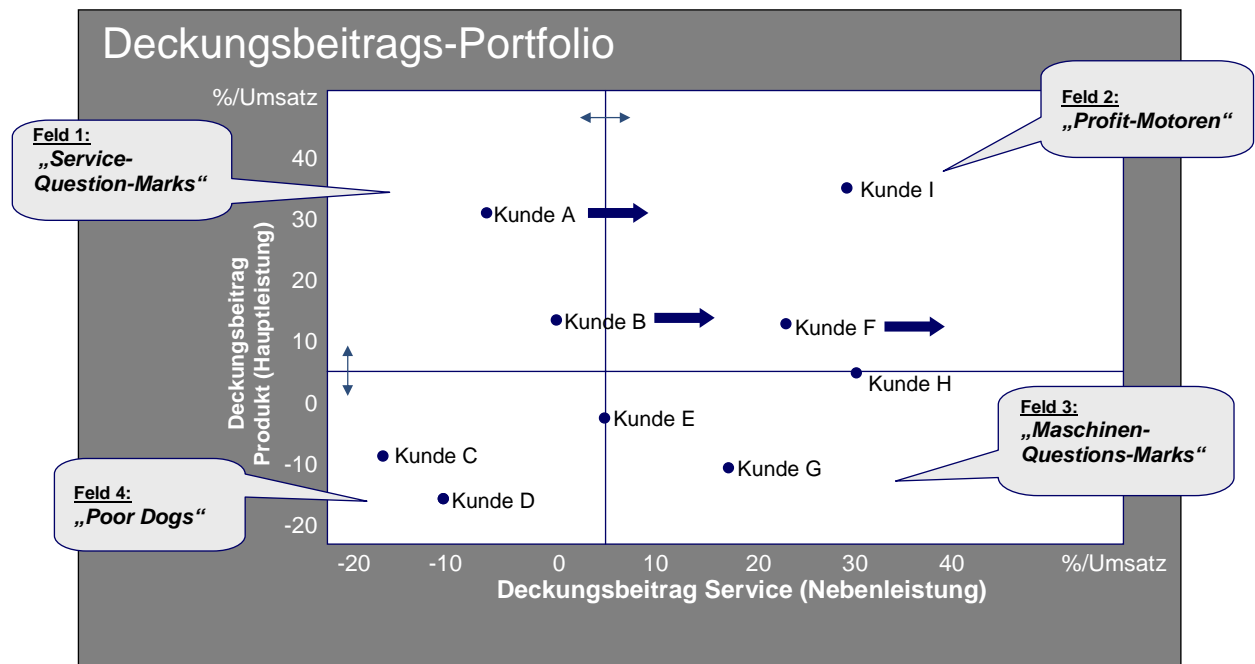 Deckungsbeitrags-Portfolio
%/Umsatz
Feld 1:
„Service-
Question-Marks“
Feld 2:
„Profit-Motoren“
40
30
20
10
0
-10
-20
Deckungsbeitrag
Produkt (Hauptleistung)
Kunde I
Kunde A
Kunde B
Kunde F
Kunde H
Kunde E
Kunde C
Kunde G
Kunde D
Feld 3:
„Maschinen-
Questions-Marks“
Feld 4:
„Poor Dogs“
-20 -10 0 10 20 30 40 %/Umsatz
Deckungsbeitrag Service (Nebenleistung)